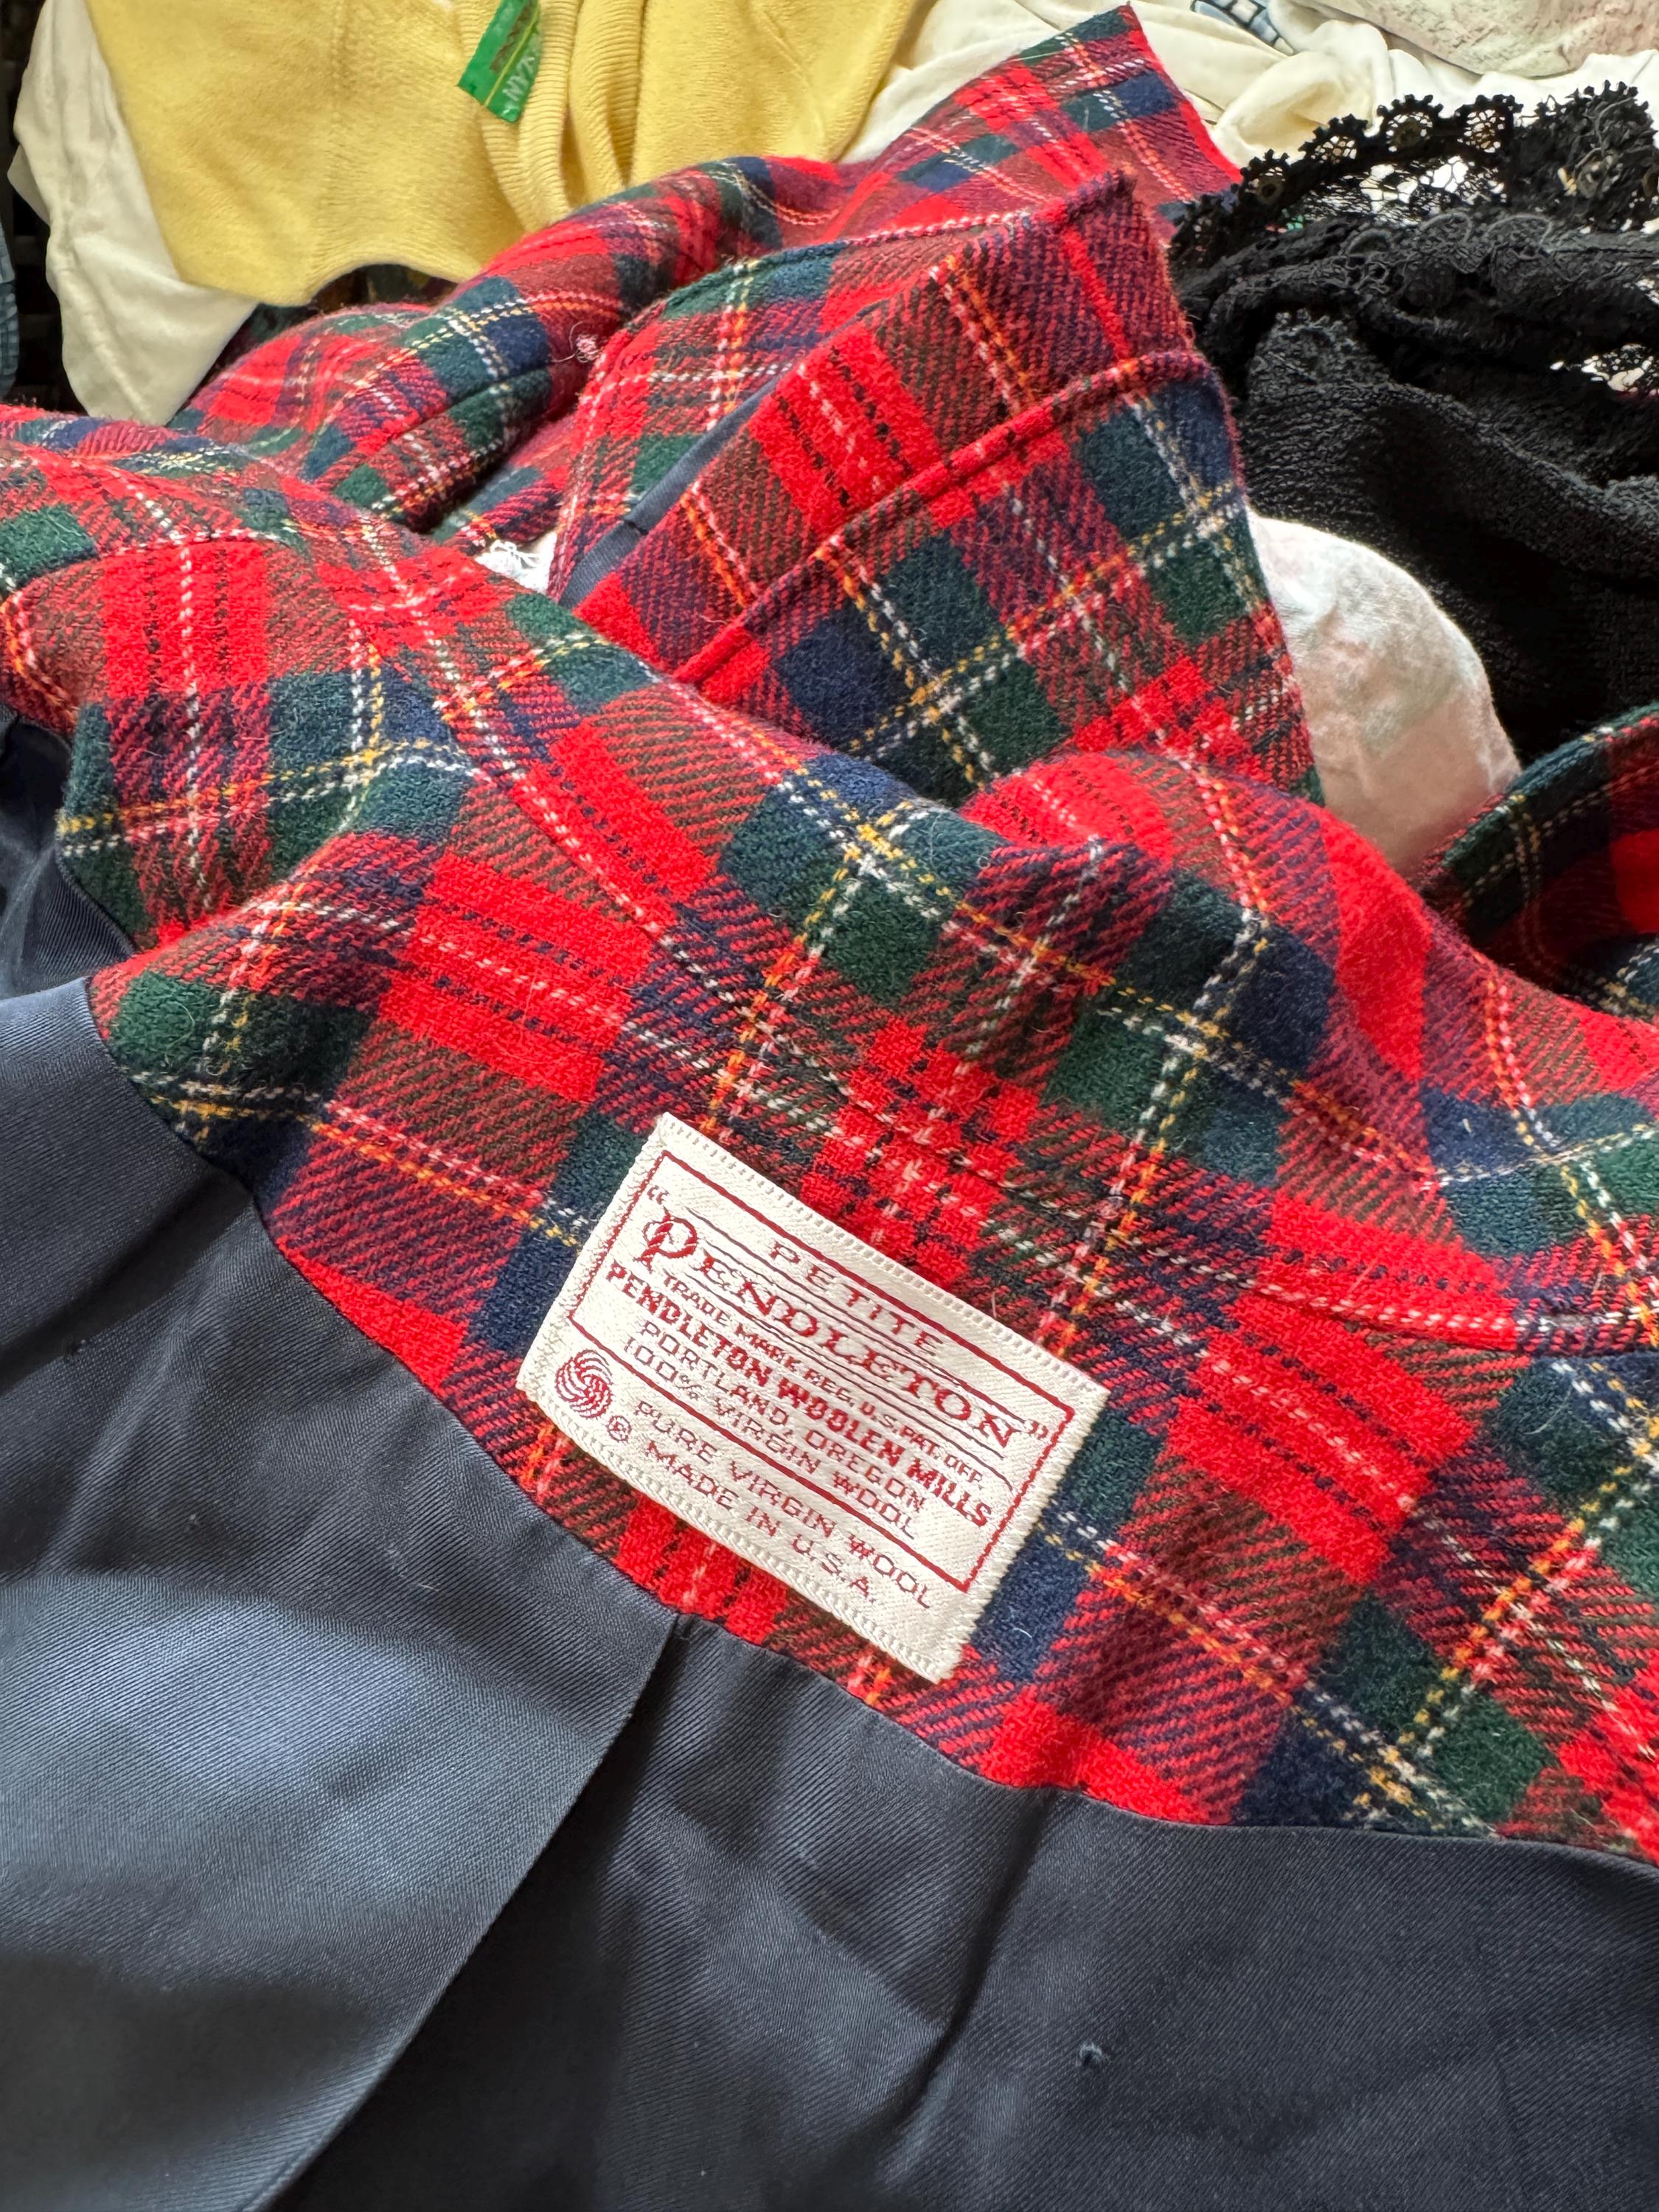 PETITE
"PENDLETON"
TRADE MARK REG. U.S. PAT. OFF.
PENDLETON WOOLEN MILLS
PORTLAND, OREGON
100% VIRGIN WOOL
PURE VIRGIN WOOL
® MADE IN U.S.A.